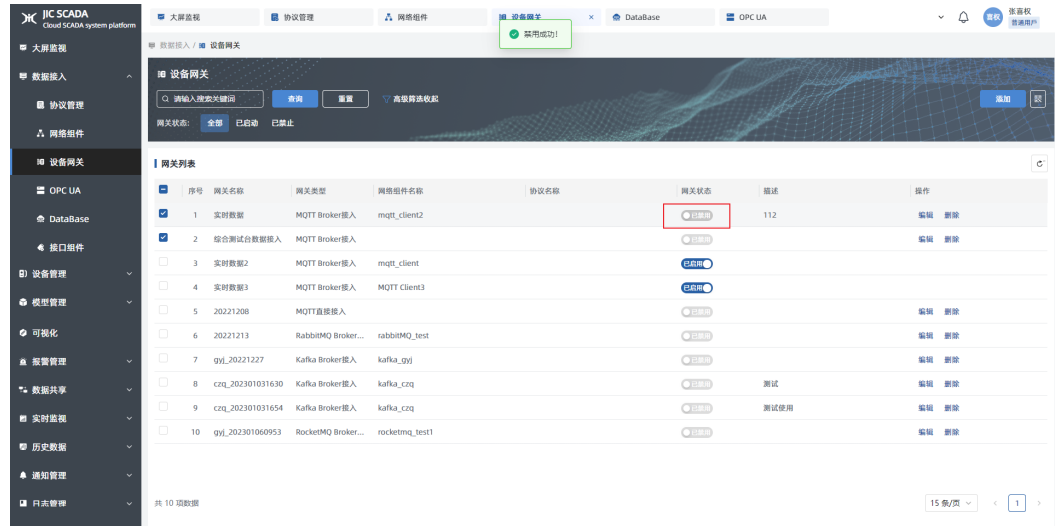 JIC SCADA
Cloud SCADA system platform
大屏监视
协议管理
网络组件
设备网关 ×
DataBase
OPC UA
喜权
张喜权
普通用户
禁用成功!
大屏监视
数据接入
协议管理
网络组件
设备网关
OPC UA
DataBase
接口组件
设备管理
模型管理
可视化
报警管理
数据共享
实时监视
历史数据
通知管理
日志管理
数据接入 / 设备网关
设备网关
请输入搜索关键词 查询 重置 高级筛选收起 添加
网关状态: 全部 已启动 已禁止
网关列表
序号 网关名称 网关类型 网络组件名称 协议名称 网关状态 描述 操作
1 实时数据 MQTT Broker接入 mqtt_client2 已禁用 112 编辑 删除
2 综合测试台数据接入 MQTT Broker接入 已禁用 编辑 删除
3 实时数据2 MQTT Broker接入 mqtt_client 已启用
4 实时数据3 MQTT Broker接入 MQTT Client3 已启用
5 20221208 MQTT直接接入 已禁用 编辑 删除
6 20221213 RabbitMQ Broker... rabbitMQ_test 已禁用 编辑 删除
7 gyj_20221227 Kafka Broker接入 kafka_gyj 已禁用 编辑 删除
8 czq_202301031630 Kafka Broker接入 kafka_czq 已禁用 测试 编辑 删除
9 czq_202301031654 Kafka Broker接入 kafka_czq 已禁用 测试使用 编辑 删除
10 gyj_202301060953 RocketMQ Broker... rocketmq_test1 已禁用 编辑 删除
共 10 项数据
15 条/页 < 1 >